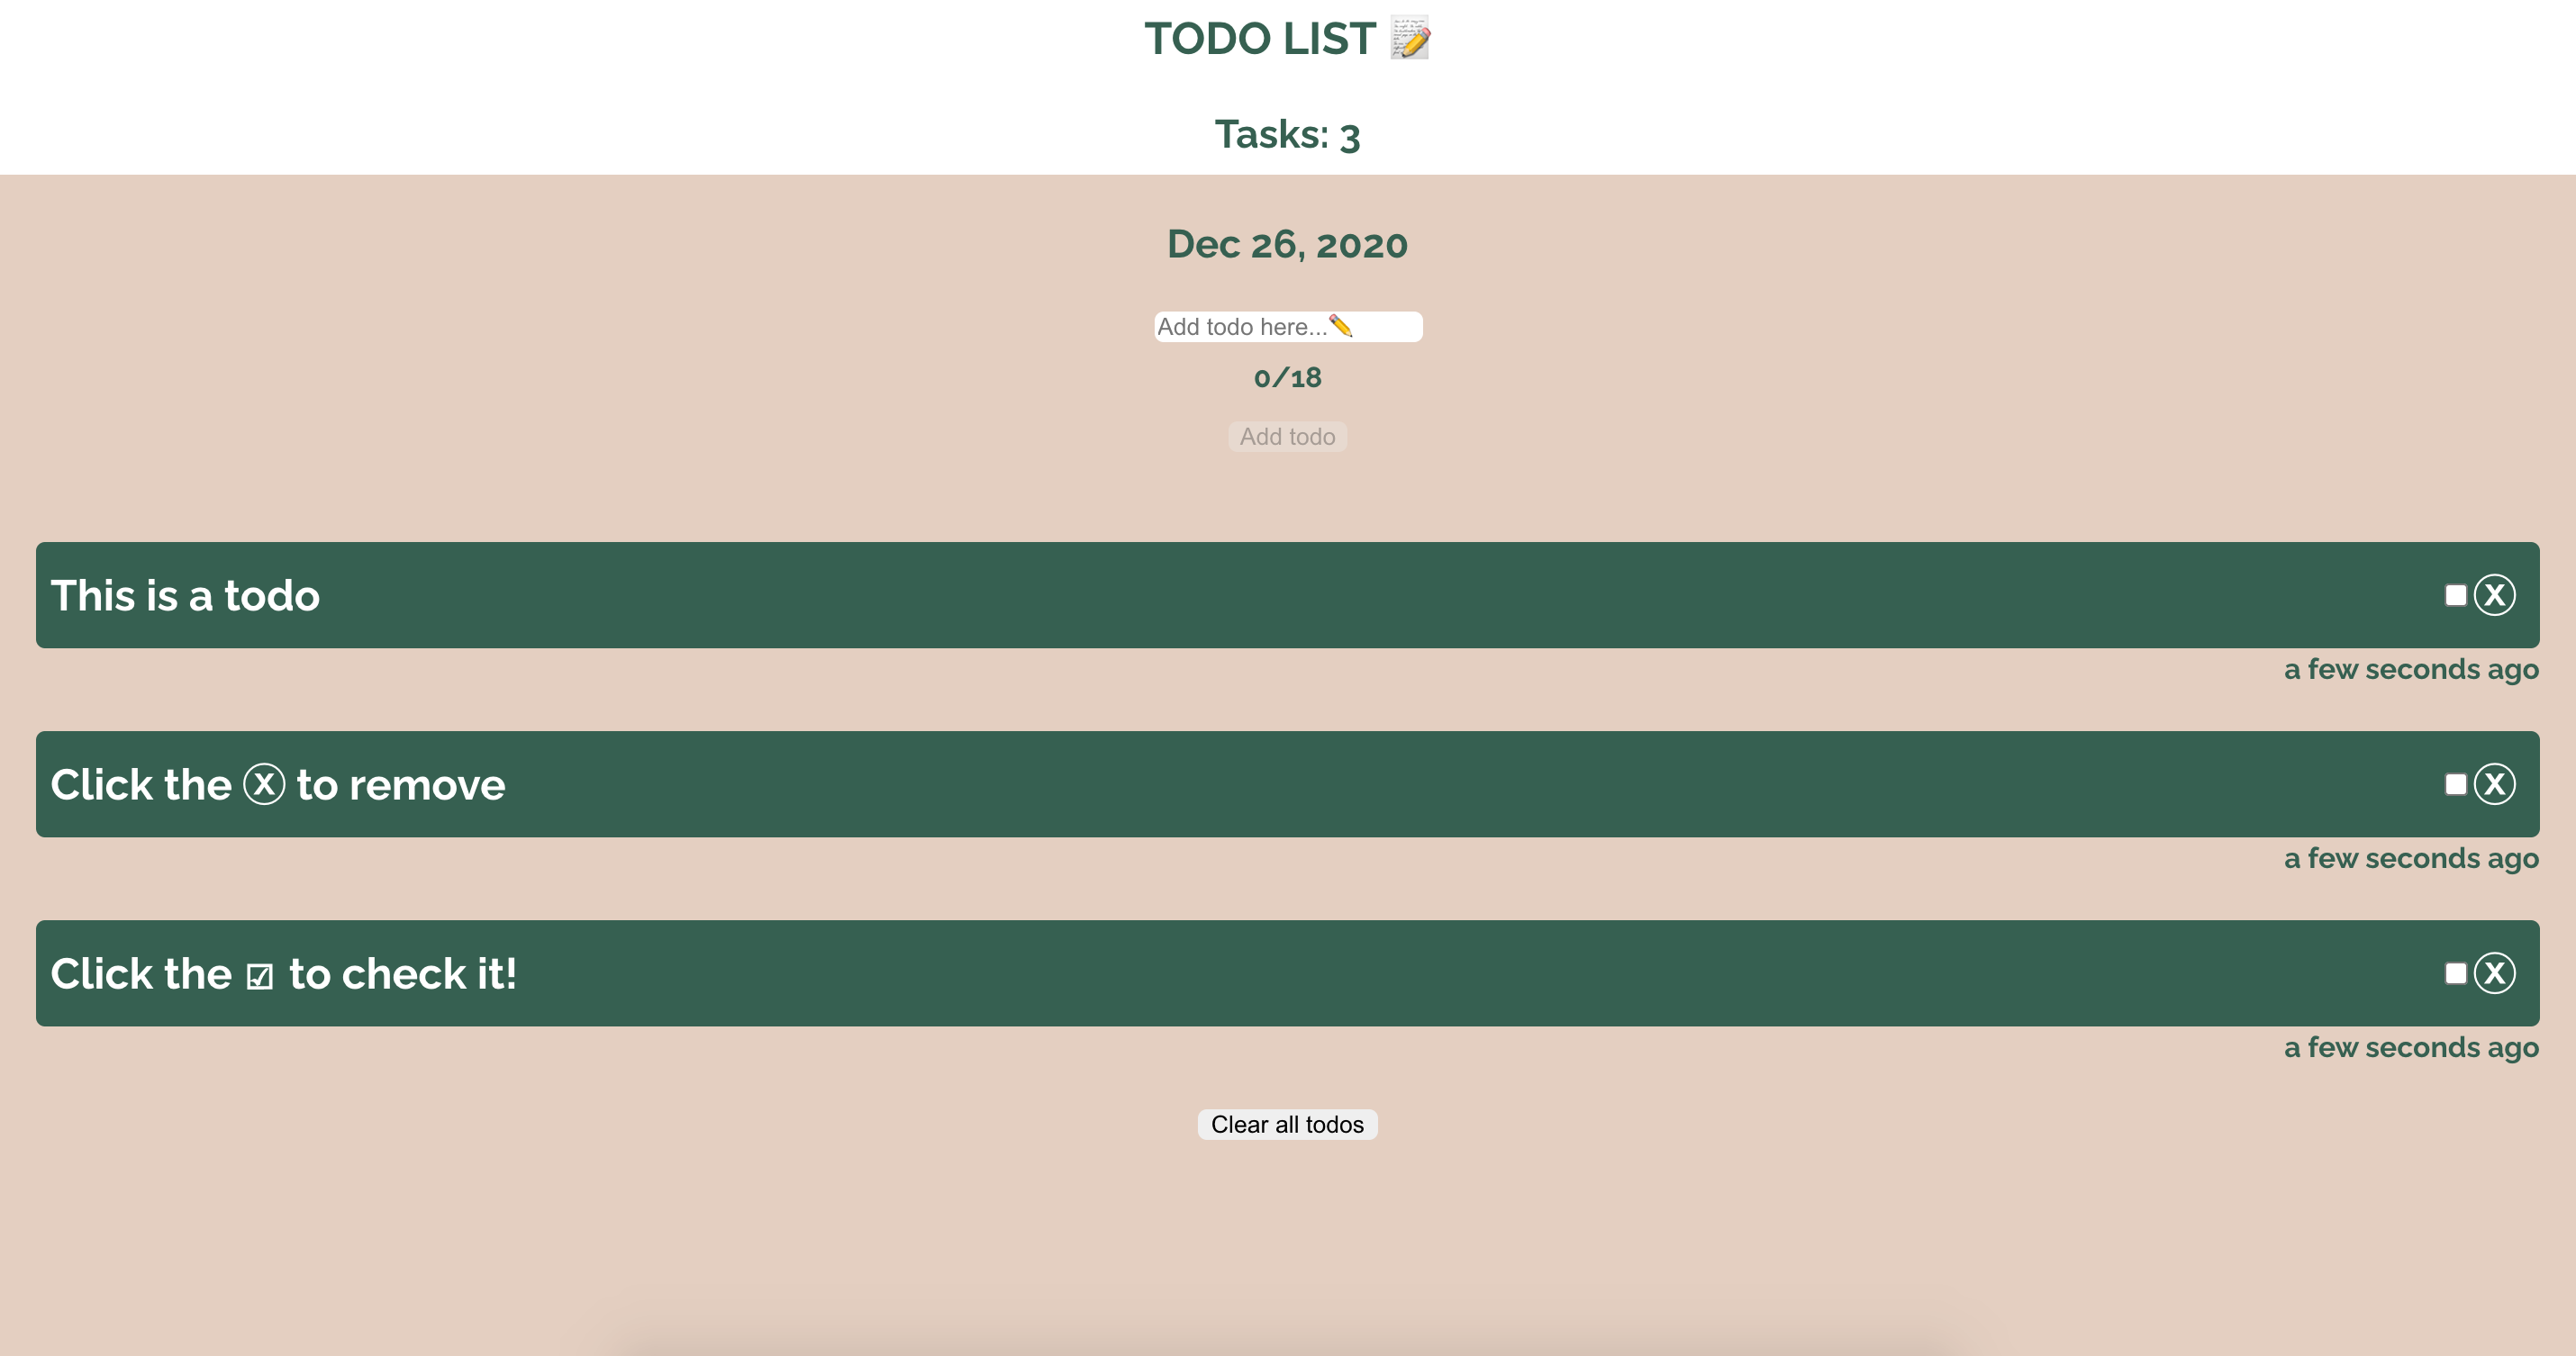 TODO LIST 📝
Tasks: 3
Dec 26, 2020
Add todo here...✏️
0/18
Add todo
This is a todo
ⓧ
a few seconds ago
Click the ⓧ to remove
ⓧ
a few seconds ago
Click the ☑ to check it!
ⓧ
a few seconds ago
Clear all todos